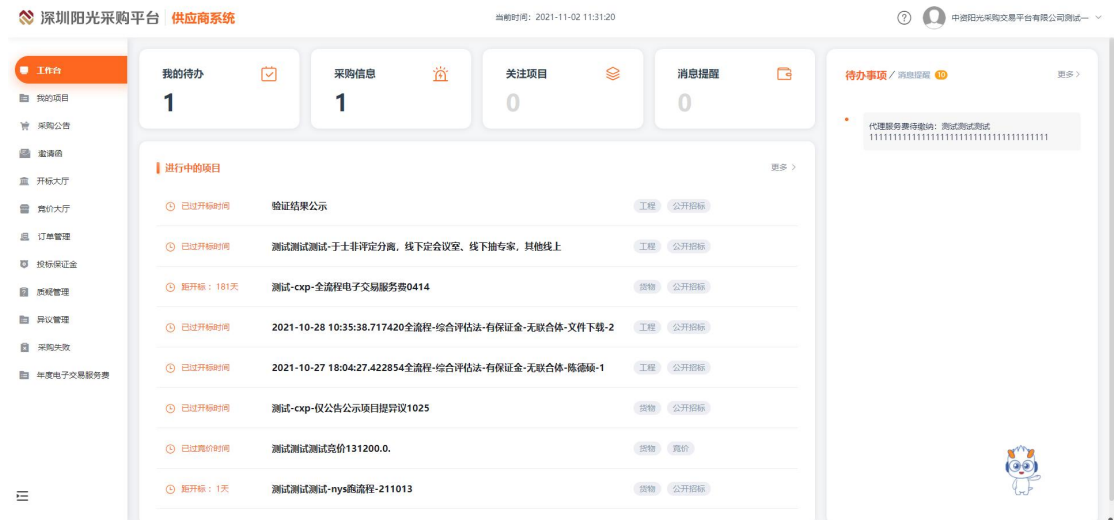 深圳阳光采购平台 供应商系统
当前时间：2021-11-02 11:31:20
中资阳光采购交易平台有限公司测试一
工作台
我的项目
采购公告
邀请函
开标大厅
竞价大厅
订单管理
投标保证金
质疑管理
异议管理
采购失败
年度电子交易服务费
我的待办
1
采购信息
1
关注项目
0
消息提醒
0
进行中的项目 更多 >
已过开标时间 验证结果公示 工程 公开招标
已过开标时间 测试测试测试-于士非评定分离，线下定会议室、线下抽专家，其他线上 工程 公开招标
距开标：181天 测试-cxp-全流程电子交易服务费0414 货物 公开招标
已过开标时间 2021-10-28 10:35:38.717420全流程-综合评估法-有保证金-无联合体-文件下载-2 工程 公开招标
已过开标时间 2021-10-27 18:04:27.422854全流程-综合评估法-有保证金-无联合体-陈德硕-1 工程 公开招标
已过开标时间 测试-cxp-仅公告公示项目提异议1025 货物 公开招标
已过竞价时间 测试测试测试竞价131200.0. 货物 竞价
距开标：1天 测试测试测试-nys跑流程-211013 货物 公开招标
待办事项 / 消息提醒 10 更多 >
代理服务费待缴纳：测试测试测试
1111111111111111111111111111111111111